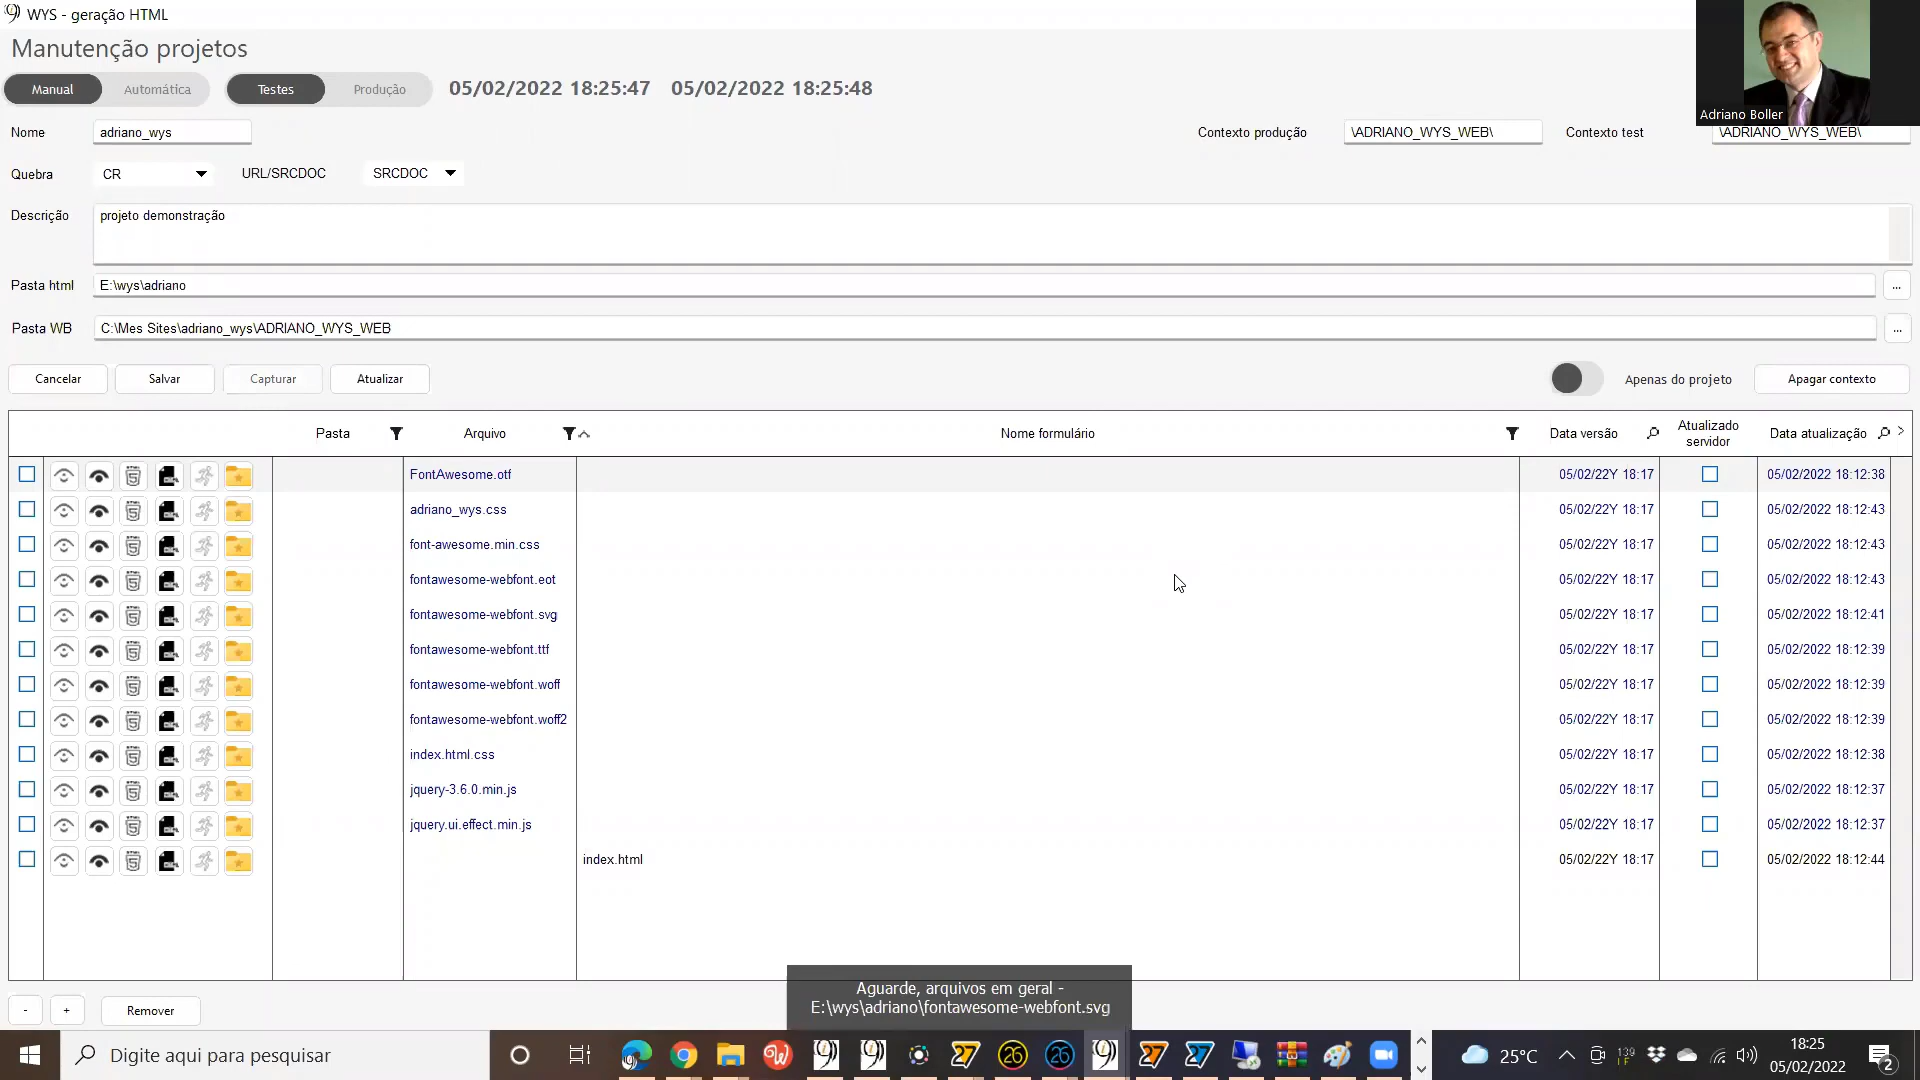 WYS - geração HTML
Manutenção projetos
Manual Automática Testes Produção 05/02/2022 18:25:47 05/02/2022 18:25:48
Adriano Boller
Nome adriano_wys Contexto produção \ADRIANO_WYS_WEB\ Contexto test \ADRIANO_WYS_WEB\
Quebra CR URL/SRCDOC SRCDOC
Descrição projeto demonstração
Pasta html E:\wys\adriano ...
Pasta WB C:\Mes Sites\adriano_wys\ADRIANO_WYS_WEB ...
Cancelar Salvar Capturar Atualizar Apenas do projeto Apagar contexto
Pasta Arquivo Nome formulário Data versão Atualizado servidor Data atualização
FontAwesome.otf 05/02/22Y 18:17 05/02/2022 18:12:38
adriano_wys.css 05/02/22Y 18:17 05/02/2022 18:12:43
font-awesome.min.css 05/02/22Y 18:17 05/02/2022 18:12:43
fontawesome-webfont.eot 05/02/22Y 18:17 05/02/2022 18:12:43
fontawesome-webfont.svg 05/02/22Y 18:17 05/02/2022 18:12:41
fontawesome-webfont.ttf 05/02/22Y 18:17 05/02/2022 18:12:39
fontawesome-webfont.woff 05/02/22Y 18:17 05/02/2022 18:12:39
fontawesome-webfont.woff2 05/02/22Y 18:17 05/02/2022 18:12:39
index.html.css 05/02/22Y 18:17 05/02/2022 18:12:38
jquery-3.6.0.min.js 05/02/22Y 18:17 05/02/2022 18:12:37
jquery.ui.effect.min.js 05/02/22Y 18:17 05/02/2022 18:12:37
index.html 05/02/22Y 18:17 05/02/2022 18:12:44
Aguarde, arquivos em geral -
E:\wys\adriano\fontawesome-webfont.svg
- + Remover
Digite aqui para pesquisar 27 26 26 27 27 25°C 18:25
05/02/2022 2